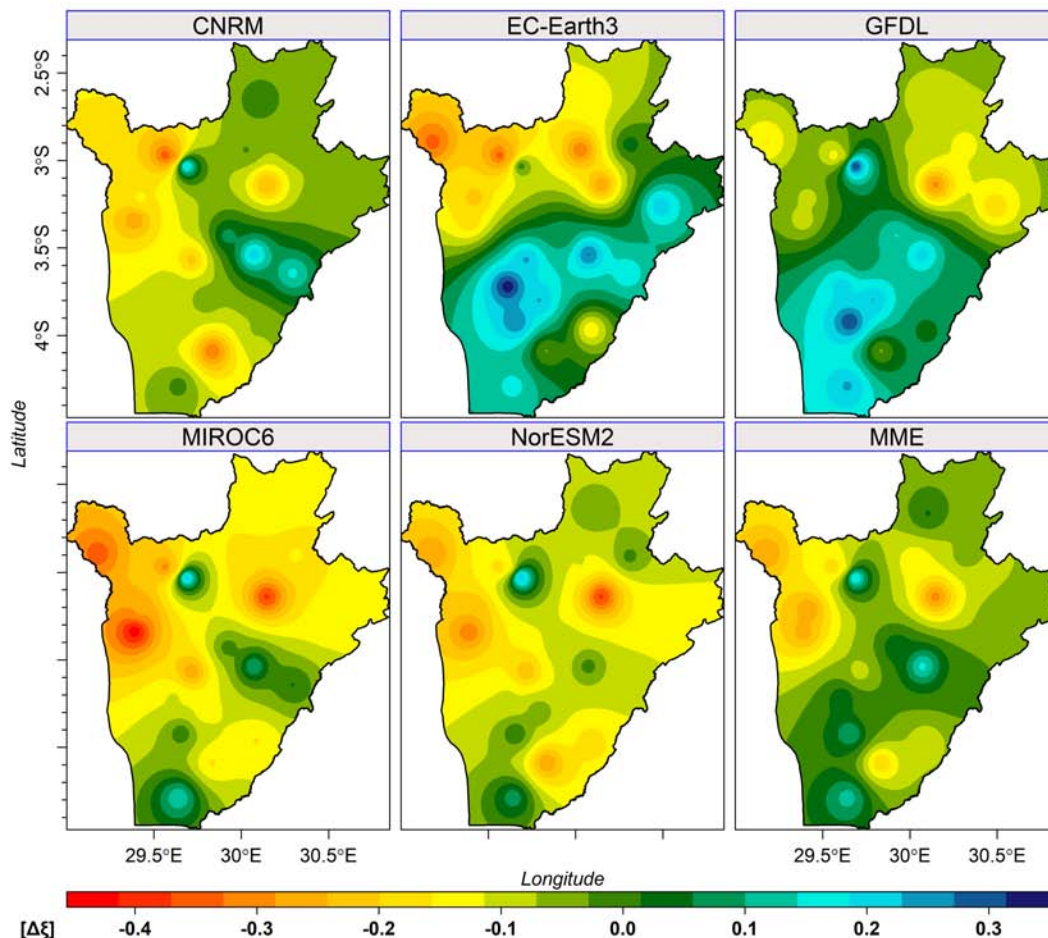 CNRM EC-Earth3 GFDL
2.5°S
3°S
3.5°S
4°S
Latitude
MIROC6 NorESM2 MME
29.5°E 30°E 30.5°E 29.5°E 30°E 30.5°E
Longitude
[Δξ] -0.4 -0.3 -0.2 -0.1 0.0 0.1 0.2 0.3